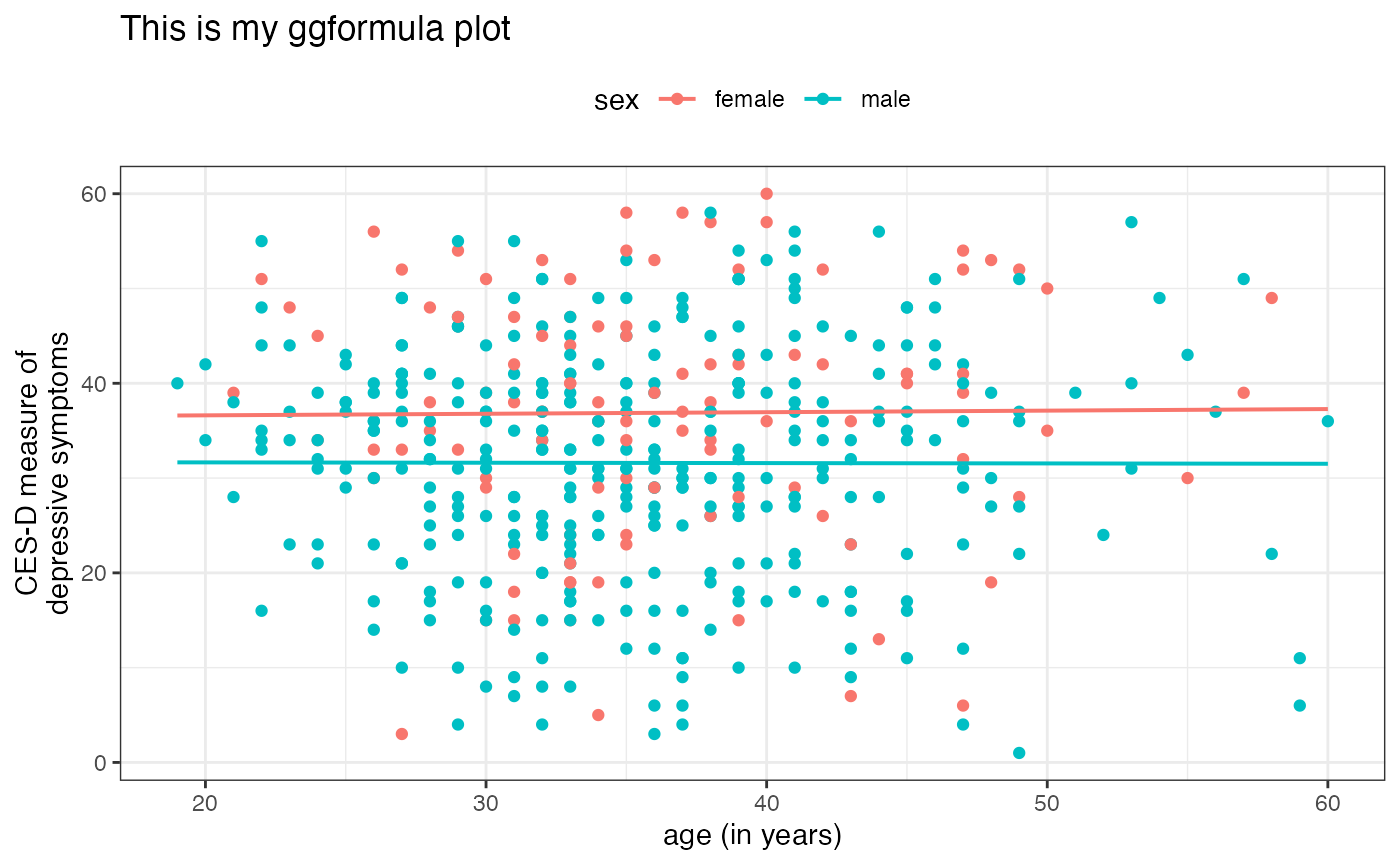 This is my ggformula plot
sex female male
60
40
20
0
CES-D measure of
depressive symptoms
20 30 40 50 60
age (in years)